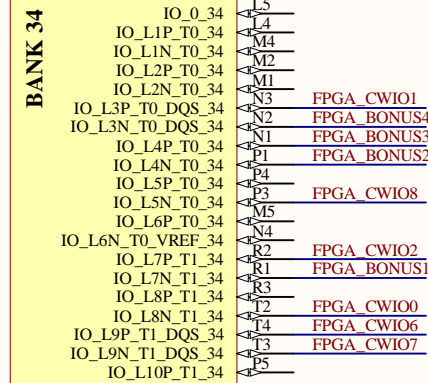 BANK 34
IO_0_34 L5
IO_L1P_T0_34 L4
IO_L1N_T0_34 M4
IO_L2P_T0_34 M2
IO_L2N_T0_34 M1
IO_L3P_T0_DQS_34 N3 FPGA_CWIO1
IO_L3N_T0_DQS_34 N2 FPGA_BONUS4
IO_L4P_T0_34 N1 FPGA_BONUS3
IO_L4N_T0_34 P1 FPGA_BONUS2
IO_L5P_T0_34 P4
IO_L5N_T0_34 P3 FPGA_CWIO8
IO_L6P_T0_34 M5
IO_L6N_T0_VREF_34 N4
IO_L7P_T1_34 R2 FPGA_CWIO2
IO_L7N_T1_34 R1 FPGA_BONUS1
IO_L8P_T1_34 R3
IO_L8N_T1_34 T2 FPGA_CWIO0
IO_L9P_T1_DQS_34 T4 FPGA_CWIO6
IO_L9N_T1_DQS_34 T3 FPGA_CWIO7
IO_L10P_T1_34 P5